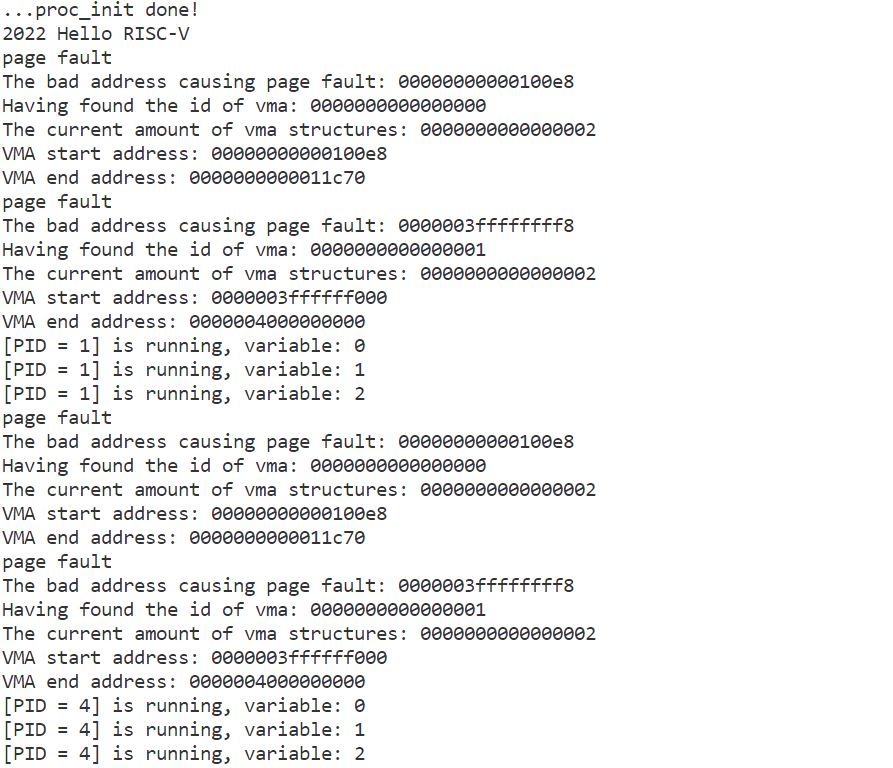 ...proc_init done!
2022 Hello RISC-V
page fault
The bad address causing page fault: 00000000000100e8
Having found the id of vma: 0000000000000000
The current amount of vma structures: 0000000000000002
VMA start address: 00000000000100e8
VMA end address: 0000000000011c70
page fault
The bad address causing page fault: 0000003ffffffff8
Having found the id of vma: 0000000000000001
The current amount of vma structures: 0000000000000002
VMA start address: 0000003ffffff000
VMA end address: 0000004000000000
[PID = 1] is running, variable: 0
[PID = 1] is running, variable: 1
[PID = 1] is running, variable: 2
page fault
The bad address causing page fault: 00000000000100e8
Having found the id of vma: 0000000000000000
The current amount of vma structures: 0000000000000002
VMA start address: 00000000000100e8
VMA end address: 0000000000011c70
page fault
The bad address causing page fault: 0000003ffffffff8
Having found the id of vma: 0000000000000001
The current amount of vma structures: 0000000000000002
VMA start address: 0000003ffffff000
VMA end address: 0000004000000000
[PID = 4] is running, variable: 0
[PID = 4] is running, variable: 1
[PID = 4] is running, variable: 2